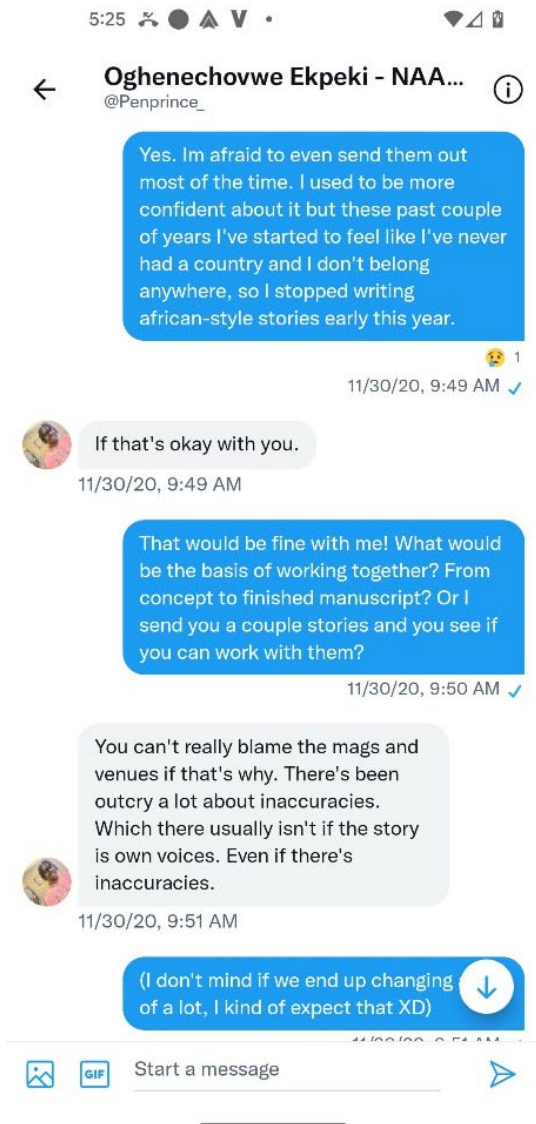 5:25
Oghenechovwe Ekpeki - NAA...
@Penprince_
Yes. Im afraid to even send them out
most of the time. I used to be more
confident about it but these past couple
of years I've started to feel like I've never
had a country and I don't belong
anywhere, so I stopped writing
african-style stories early this year.
😢 1
11/30/20, 9:49 AM ✓
If that's okay with you.
11/30/20, 9:49 AM
That would be fine with me! What would
be the basis of working together? From
concept to finished manuscript? Or I
send you a couple stories and you see if
you can work with them?
11/30/20, 9:50 AM ✓
You can't really blame the mags and
venues if that's why. There's been
outcry a lot about inaccuracies.
Which there usually isn't if the story
is own voices. Even if there's
inaccuracies.
11/30/20, 9:51 AM
(I don't mind if we end up changing
of a lot, I kind of expect that XD)
GIF
Start a message